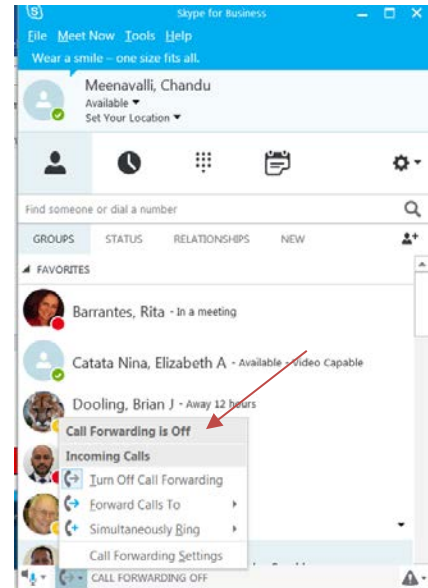 Skype for Business
File Meet Now Tools Help
Wear a smile – one size fits all.
Meenavalli, Chandu
Available
Set Your Location
Find someone or dial a number
GROUPS STATUS RELATIONSHIPS NEW
FAVORITES
Barrantes, Rita - In a meeting
Catata Nina, Elizabeth A - Available - Video Capable
Dooling, Brian J - Away 12 hours
Call Forwarding is Off
Incoming Calls
Turn Off Call Forwarding
Forward Calls To
Simultaneously Ring
Call Forwarding Settings
CALL FORWARDING OFF